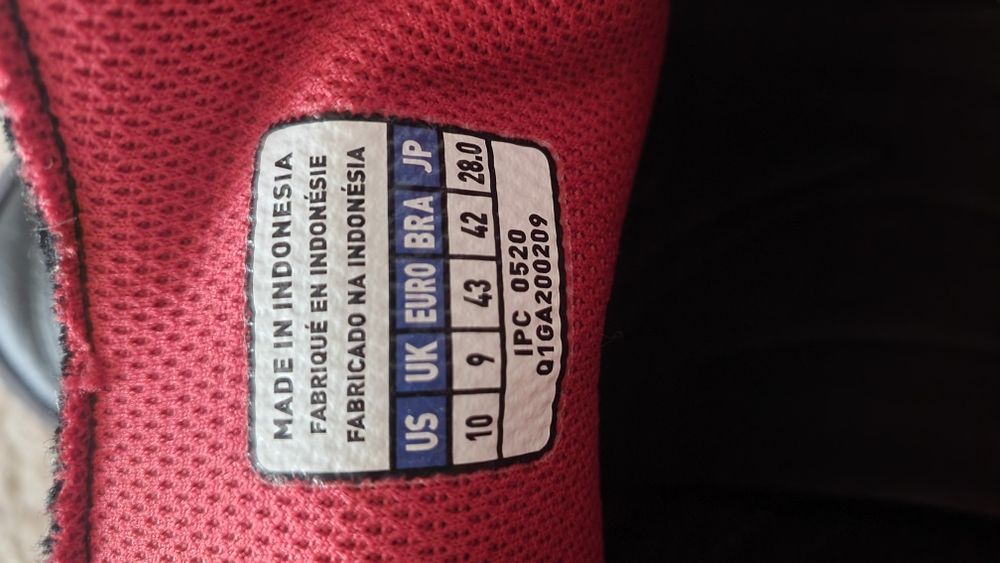 MADE IN INDONESIA
FABRIQUÉ EN INDONÉSIE
FABRICADO NA INDONÉSIA
US UK EURO BRA JP
10 9 43 42 28.0
IPC 0520
Q1GA200209